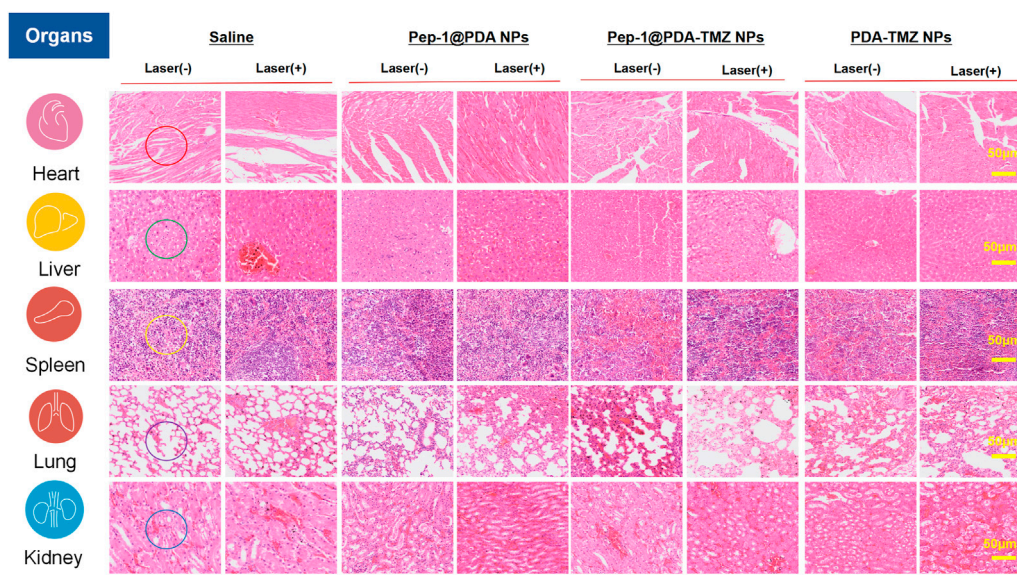 Organs
Saline Pep-1@PDA NPs Pep-1@PDA-TMZ NPs PDA-TMZ NPs
Laser(-) Laser(+) Laser(-) Laser(+) Laser(-) Laser(+) Laser(-) Laser(+)
50μm
Heart
50μm
Liver
50μm
Spleen
50μm
Lung
50μm
Kidney